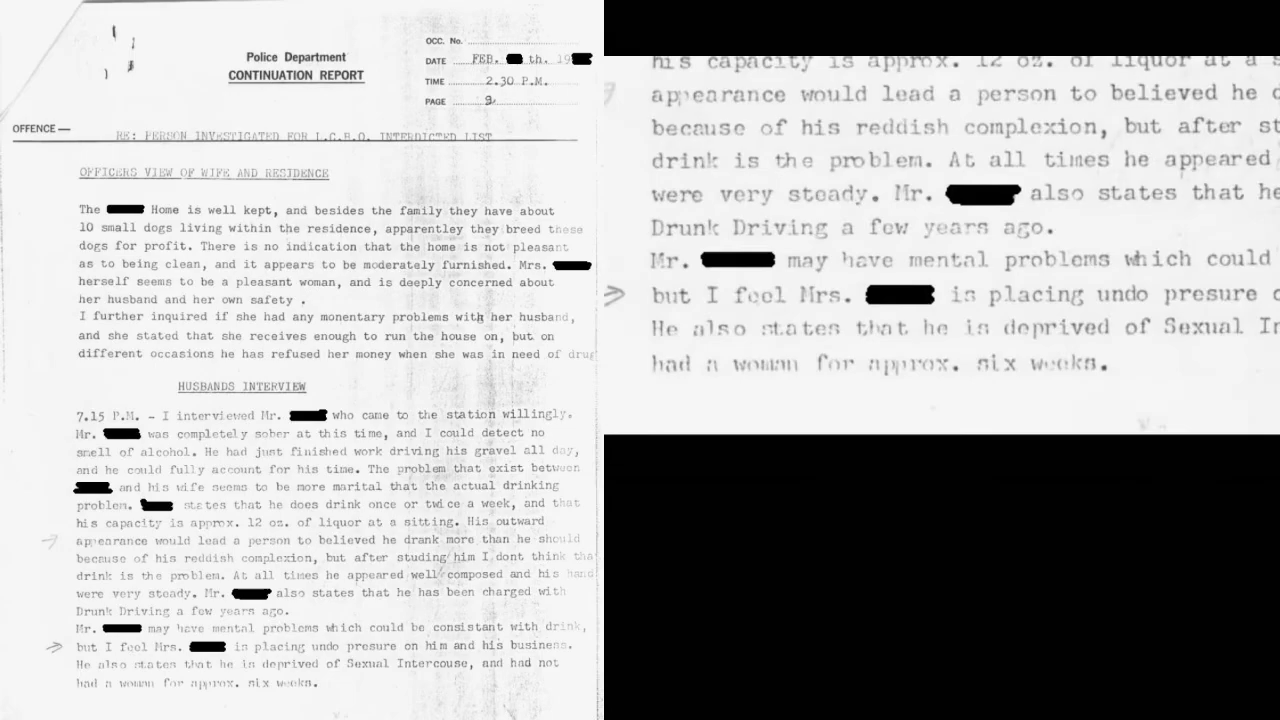 Police Department
CONTINUATION REPORT
OCC. No.
DATE FEB. th. 19
TIME 2.30 P.M.
PAGE
OFFENCE —
RE: PERSON INVESTIGATED FOR L.C.B.O. INTERDICTED LIST
OFFICERS VIEW OF WIFE AND RESIDENCE
The Home is well kept, and besides the family they have about
10 small dogs living within the residence, apparentley they breed these
dogs for profit. There is no indication that the home is not pleasant
as to being clean, and it appears to be moderately furnished. Mrs.
herself seems to be a pleasant woman, and is deeply concerned about
her husband and her own safety .
I further inquired if she had any monentary problems with her husband,
and she stated that she receives enough to run the house on, but on
different occasions he has refused her money when she was in need of drug
HUSBANDS INTERVIEW
7.15 P.M. - I interviewed Mr. who came to the station willingly.
Mr. was completely sober at this time, and I could detect no
smell of alcohol. He had just finished work driving his gravel all day,
and he could fully account for his time. The problem that exist between
and his wife seems to be more marital that the actual drinking
problem. states that he does drink once or twice a week, and that
his capacity is approx. 12 oz. of liquor at a sitting. His outward
appearance would lead a person to believed he drank more than he should
because of his reddish complexion, but after studing him I dont think tha
drink is the problem. At all times he appeared well composed and his hand
were very steady. Mr. also states that he has been charged with
Drunk Driving a few years ago.
Mr. may have mental problems which could be consistant with drink,
but I feel Mrs. is placing undo presure on him and his business.
He also states that he is deprived of Sexual Intercouse, and had not
had a woman for approx. six weeks.
his capacity is approx. 12 oz. of liquor at a s
appearance would lead a person to believed he d
because of his reddish complexion, but after st
drink is the problem. At all times he appeared
were very steady. Mr. also states that he
Drunk Driving a few years ago.
Mr. may have mental problems which could
but I feel Mrs. is placing undo presure o
He also states that he is deprived of Sexual In
had a woman for approx. six weeks.